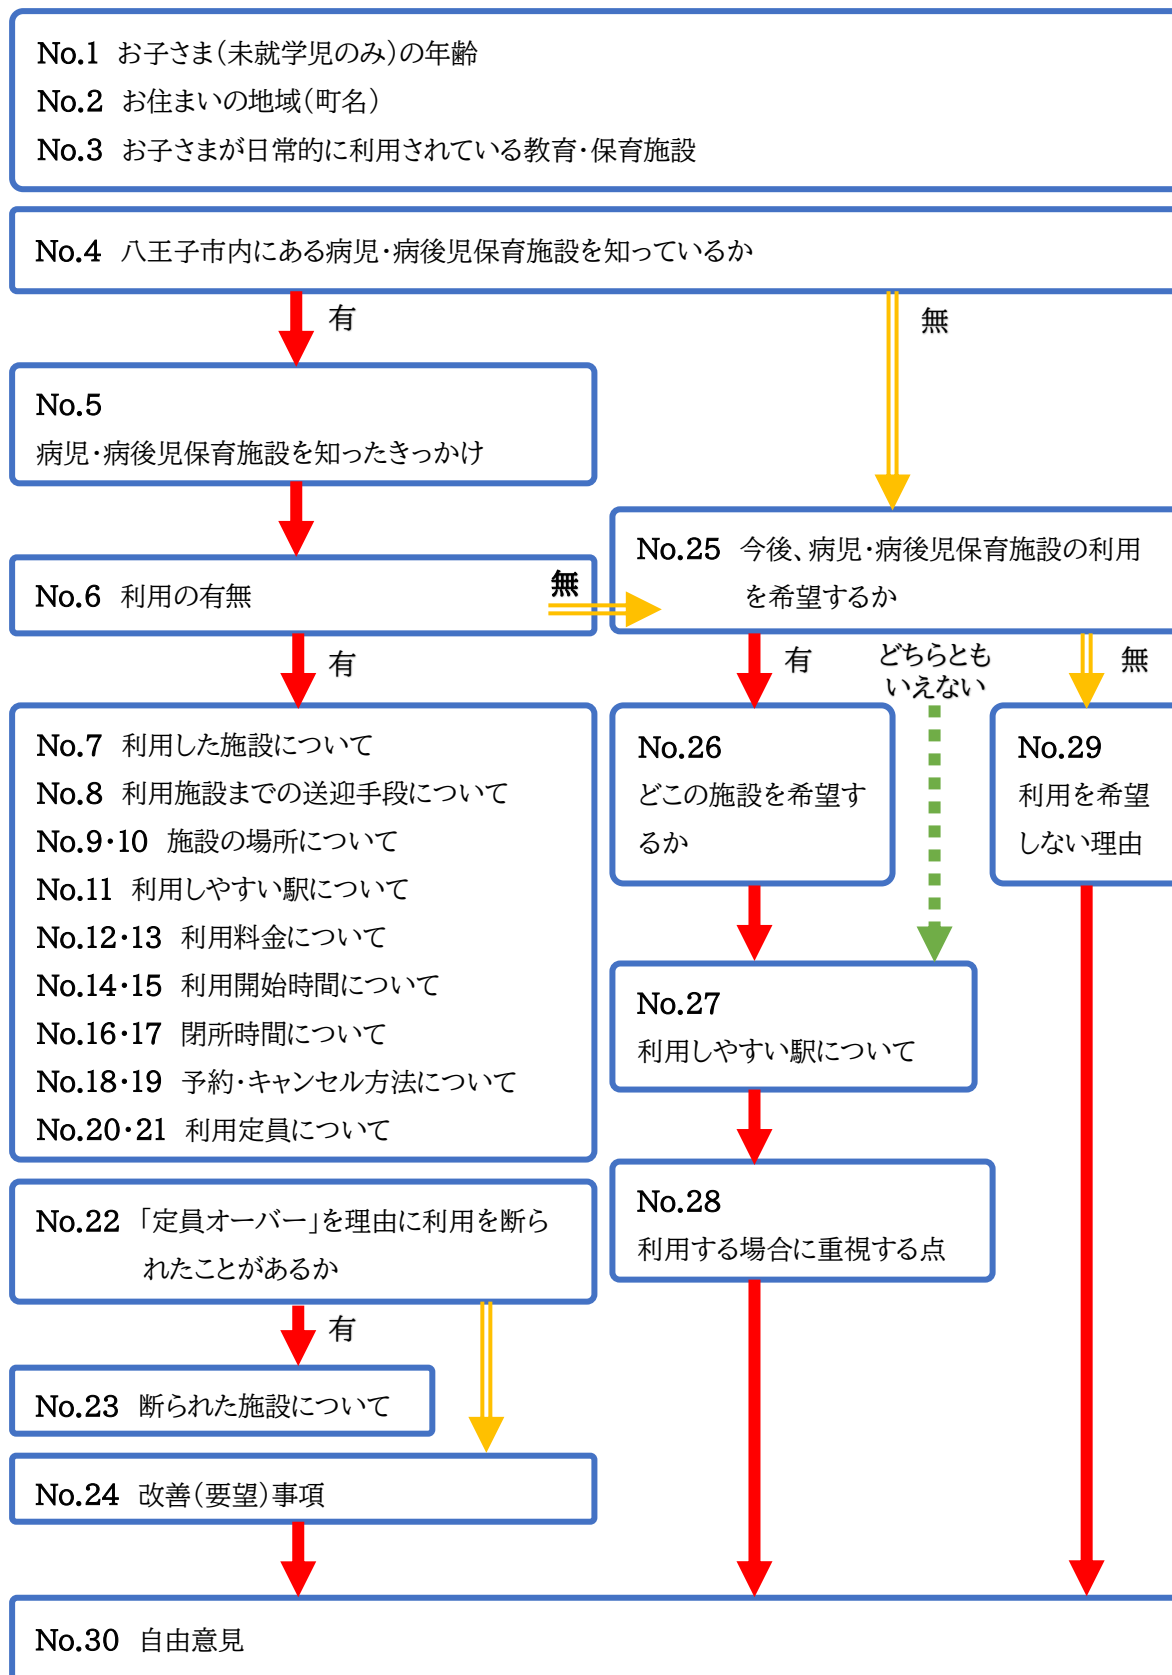 No.1 お子さま(未就学児のみ)の年齢
No.2 お住まいの地域(町名)
No.3 お子さまが日常的に利用されている教育・保育施設
No.4 八王子市内にある病児・病後児保育施設を知っているか
有
無
No.5
病児・病後児保育施設を知ったきっかけ
No.6 利用の有無
無
No.25 今後、病児・病後児保育施設の利用
を希望するか
有
有
どちらとも
いえない
無
No.7 利用した施設について
No.8 利用施設までの送迎手段について
No.9・10 施設の場所について
No.11 利用しやすい駅について
No.12・13 利用料金について
No.14・15 利用開始時間について
No.16・17 閉所時間について
No.18・19 予約・キャンセル方法について
No.20・21 利用定員について
No.26
どこの施設を希望す
るか
No.29
利用を希望
しない理由
No.27
利用しやすい駅について
No.28
利用する場合に重視する点
No.22 「定員オーバー」を理由に利用を断ら
れたことがあるか
有
No.23 断られた施設について
No.24 改善(要望)事項
No.30 自由意見